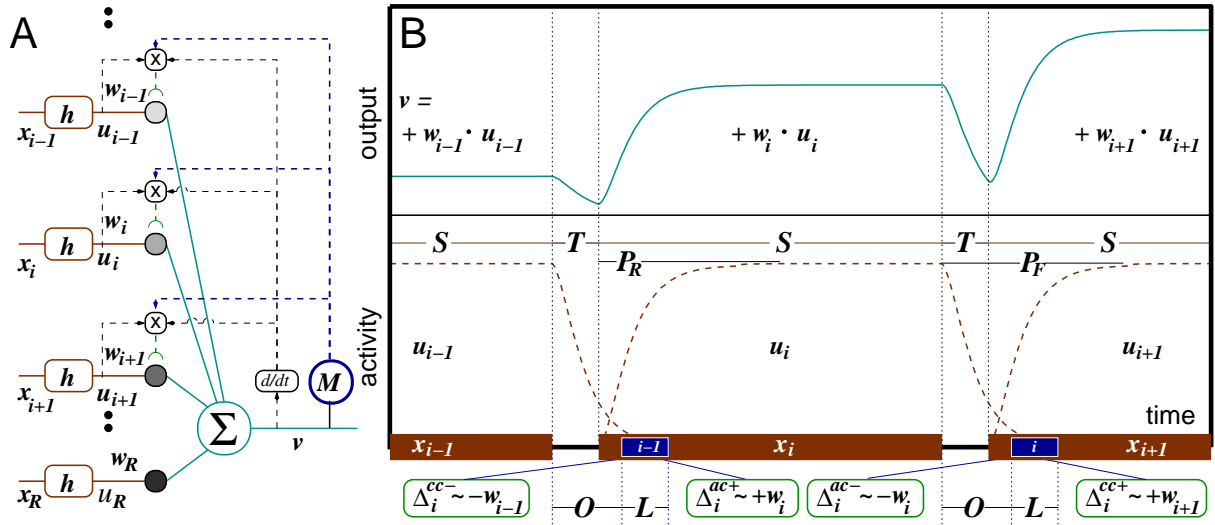 A
x
w_{i-1}
h
x_{i-1}
u_{i-1}
x
w_i
h
x_i
u_i
x
w_{i+1}
h
x_{i+1}
u_{i+1}
d/dt
M
Σ
v
w_R
h
x_R
u_R
B
output
v =
+ w_{i-1} · u_{i-1}
+ w_i · u_i
+ w_{i+1} · u_{i+1}
S T S T S
P_R P_F
activity
u_{i-1} u_i u_{i+1}
time
x_{i-1} i-1 x_i i x_{i+1}
Δ_i^{cc-} ~ -w_{i-1}
O L
Δ_i^{ac+} ~ +w_i
Δ_i^{ac-} ~ -w_i
O L
Δ_i^{cc+} ~ +w_{i+1}